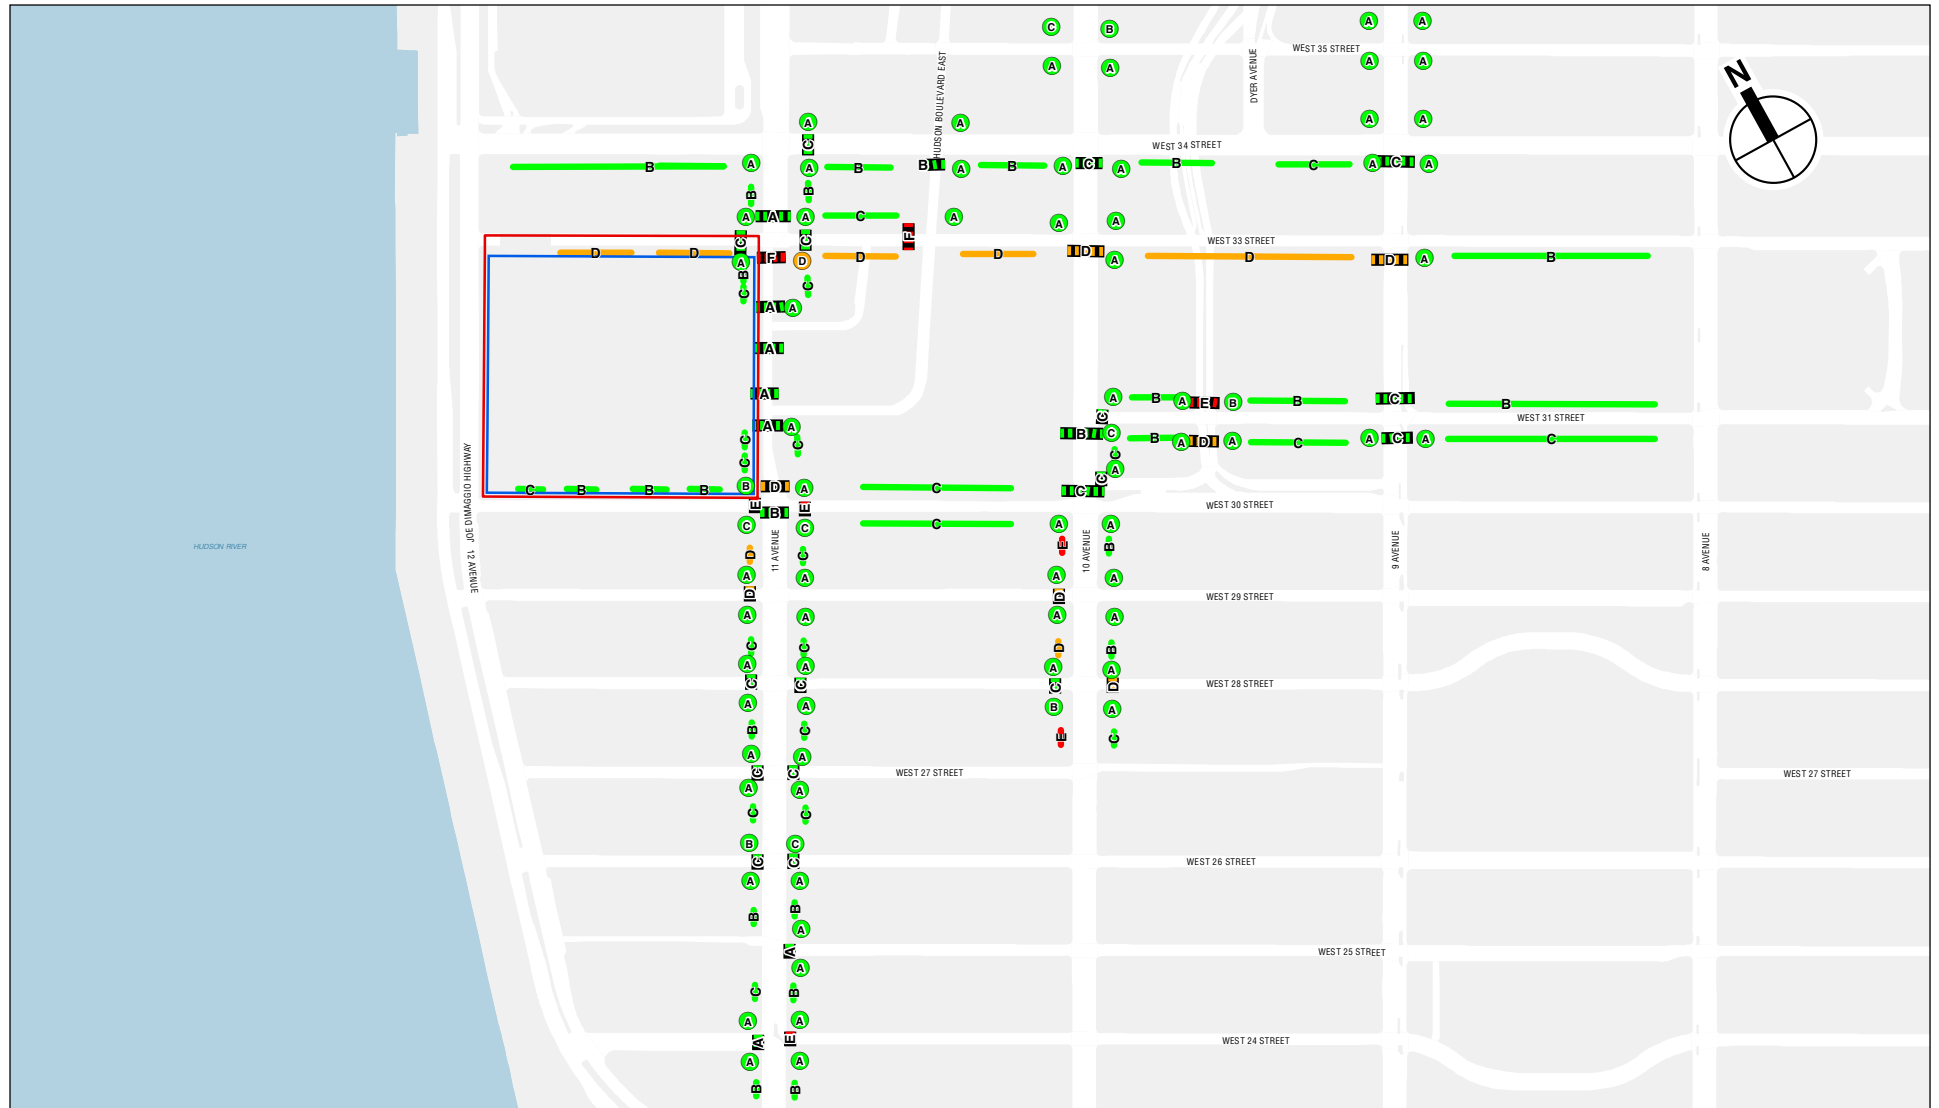 C B A A
WEST 35 STREET
A A A A
N
HUDSON BOULEVARD EAST
DYER AVENUE
A A A A
C
WEST 34 STREET
B A A B B A B A C A B C A C A
B B
A A A C A A A
C C F
WEST 33 STREET
D D A F D D D D A D D A B
B
C C
A A
A
A
A B A E B B C B
C
WEST 31 STREET
A A B C B A D A C A C A C
C C
C C A
C
C B B B B D A C C
E E
WEST 30 STREET
B
C C C A A
HUDSON RIVER
JOE DIMAGGIO HIGHWAY
12 AVENUE
11 AVENUE
10 AVENUE
9 AVENUE
8 AVENUE
D C E B
A A A A
D D
WEST 29 STREET
A A A A
C C D B
A A A A
C C C D
WEST 28 STREET
A A B A
B C E C
A A
C C
WEST 27 STREET
WEST 27 STREET
A A
C C
B C
C C
WEST 26 STREET
A A
B B
A
A
WEST 25 STREET
A
C B
A A
A E
WEST 24 STREET
A A
B B